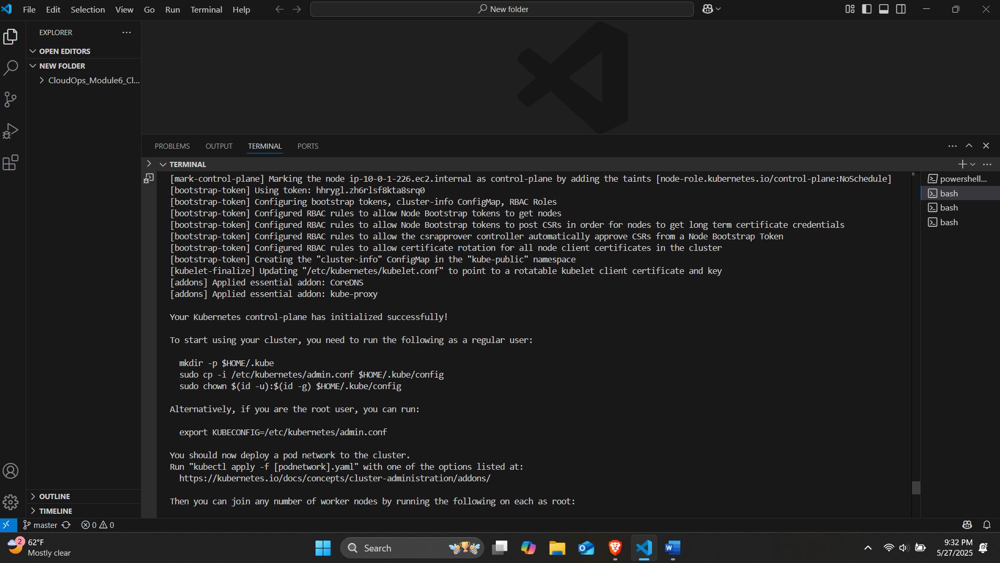 File Edit Selection View Go Run Terminal Help
New folder
EXPLORER
OPEN EDITORS
NEW FOLDER
CloudOps_Module6_Cl...
PROBLEMS OUTPUT TERMINAL PORTS
TERMINAL
[mark-control-plane] Marking the node ip-10-0-1-226.ec2.internal as control-plane by adding the taints [node-role.kubernetes.io/control-plane:NoSchedule]
[bootstrap-token] Using token: hhrygl.zh6rlsf8kta8srq0
[bootstrap-token] Configuring bootstrap tokens, cluster-info ConfigMap, RBAC Roles
[bootstrap-token] Configured RBAC rules to allow Node Bootstrap tokens to get nodes
[bootstrap-token] Configured RBAC rules to allow Node Bootstrap tokens to post CSRs in order for nodes to get long term certificate credentials
[bootstrap-token] Configured RBAC rules to allow the csrapprover controller automatically approve CSRs from a Node Bootstrap Token
[bootstrap-token] Configured RBAC rules to allow certificate rotation for all node client certificates in the cluster
[bootstrap-token] Creating the "cluster-info" ConfigMap in the "kube-public" namespace
[kubelet-finalize] Updating "/etc/kubernetes/kubelet.conf" to point to a rotatable kubelet client certificate and key
[addons] Applied essential addon: CoreDNS
[addons] Applied essential addon: kube-proxy
Your Kubernetes control-plane has initialized successfully!
To start using your cluster, you need to run the following as a regular user:
mkdir -p $HOME/.kube
sudo cp -i /etc/kubernetes/admin.conf $HOME/.kube/config
sudo chown $(id -u):$(id -g) $HOME/.kube/config
Alternatively, if you are the root user, you can run:
export KUBECONFIG=/etc/kubernetes/admin.conf
You should now deploy a pod network to the cluster.
Run "kubectl apply -f [podnetwork].yaml" with one of the options listed at:
https://kubernetes.io/docs/concepts/cluster-administration/addons/
Then you can join any number of worker nodes by running the following on each as root:
powershell...
bash
bash
bash
OUTLINE
TIMELINE
master 0 0
2
62°F
Mostly clear
Search
9:32 PM
5/27/2025